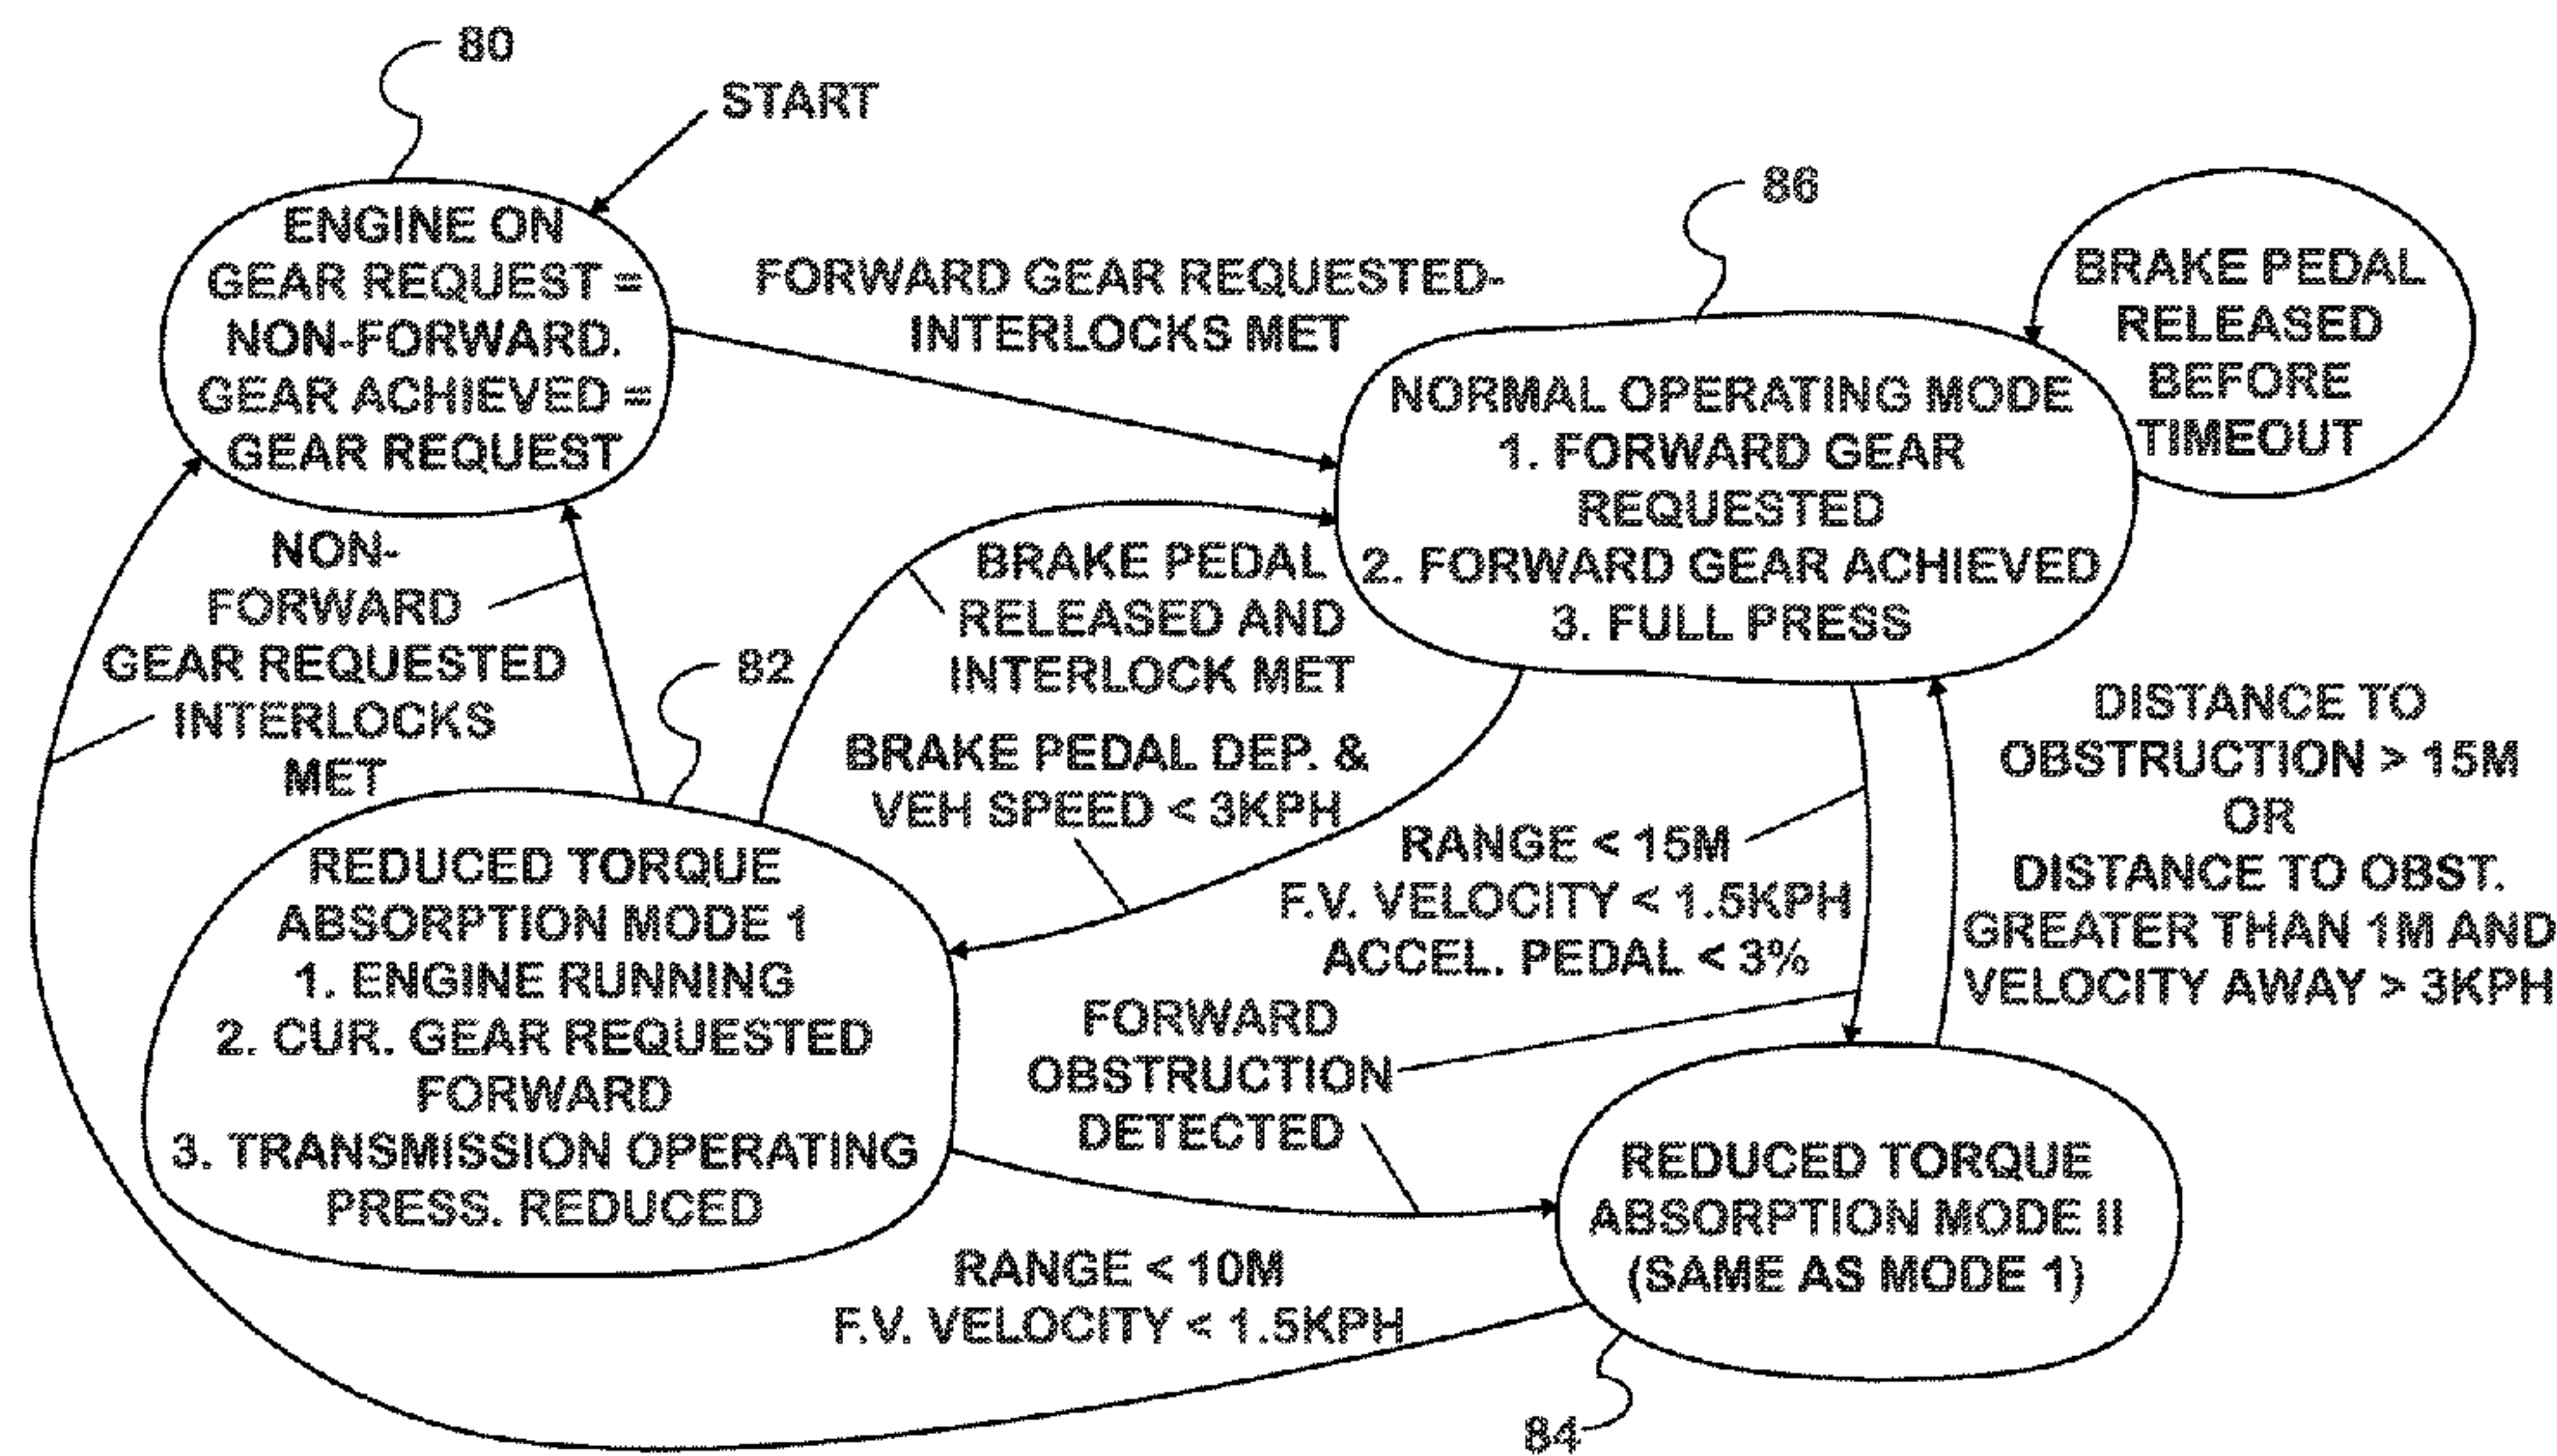 80
START
ENGINE ON
GEAR REQUEST =
NON-FORWARD.
GEAR ACHIEVED =
GEAR REQUEST
FORWARD GEAR REQUESTED-
INTERLOCKS MET
86
BRAKE PEDAL
RELEASED
BEFORE
TIMEOUT
NORMAL OPERATING MODE
1. FORWARD GEAR
REQUESTED
2. FORWARD GEAR ACHIEVED
3. FULL PRESS
NON-
FORWARD
GEAR REQUESTED
INTERLOCKS
MET
82
BRAKE PEDAL
RELEASED AND
INTERLOCK MET
BRAKE PEDAL DEP. &
VEH SPEED < 3KPH
DISTANCE TO
OBSTRUCTION > 15M
OR
DISTANCE TO OBST.
GREATER THAN 1M AND
VELOCITY AWAY > 3KPH
RANGE < 15M
F.V. VELOCITY < 1.5KPH
ACCEL. PEDAL < 3%
REDUCED TORQUE
ABSORPTION MODE 1
1. ENGINE RUNNING
2. CUR. GEAR REQUESTED
FORWARD
3. TRANSMISSION OPERATING
PRESS. REDUCED
FORWARD
OBSTRUCTION
DETECTED
RANGE < 10M
F.V. VELOCITY < 1.5KPH
REDUCED TORQUE
ABSORPTION MODE II
(SAME AS MODE 1)
84